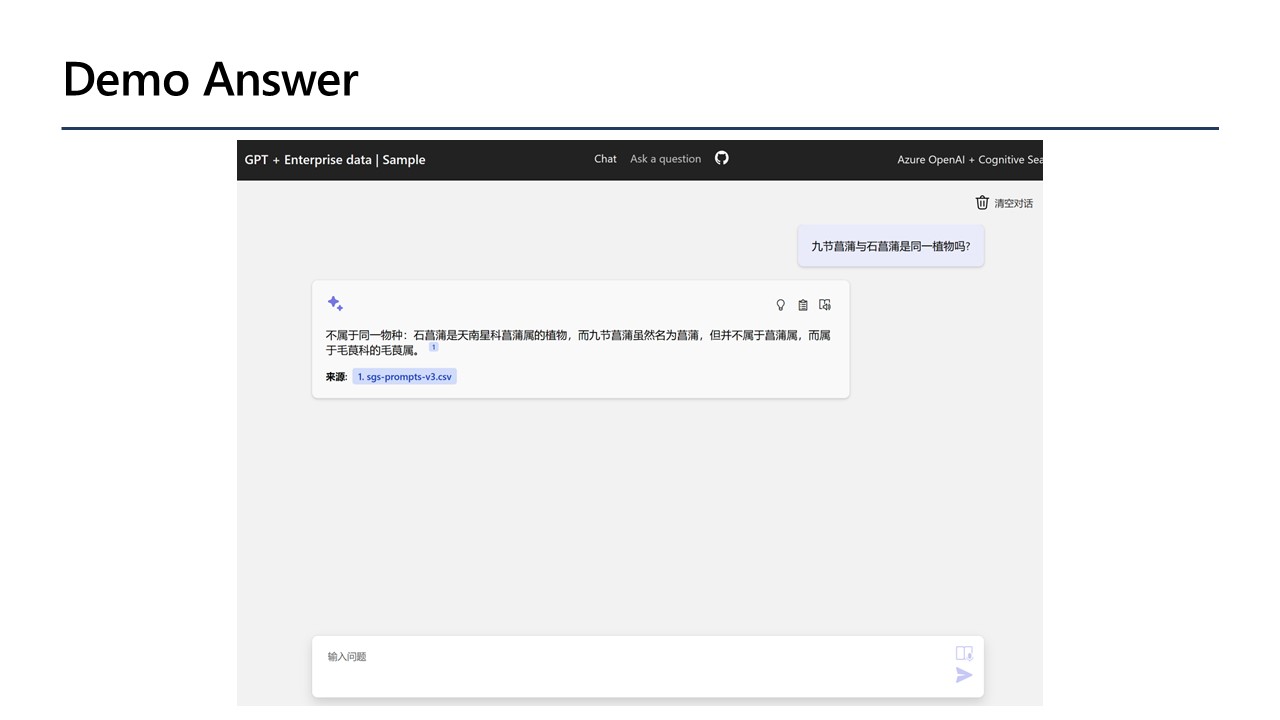 Demo Answer
GPT + Enterprise data | Sample
Chat
Ask a question
Azure OpenAI + Cognitive Sea
清空对话
九节菖蒲与石菖蒲是同一植物吗?
不属于同一物种：石菖蒲是天南星科菖蒲属的植物，而九节菖蒲虽然名为菖蒲，但并不属于菖蒲属，而属
于毛茛科的毛茛属。 1
来源: 1. sgs-prompts-v3.csv
输入问题